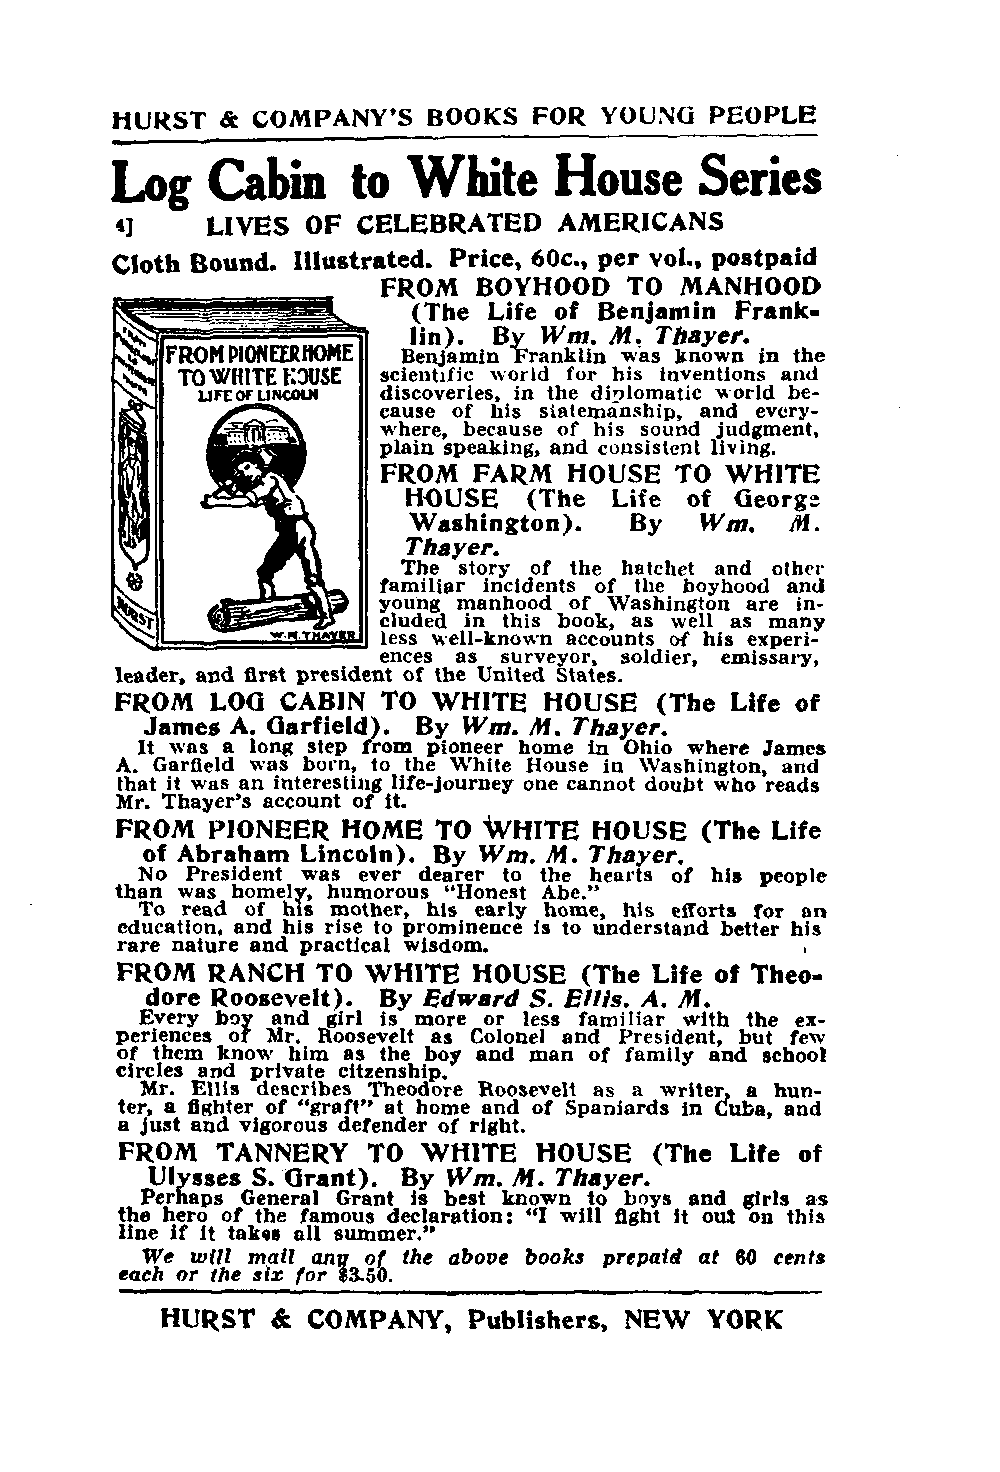 HURST & COMPANY'S BOOKS FOR YOUNG PEOPLE
Log Cabin to White House Series
4] LIVES OF CELEBRATED AMERICANS
Cloth Bound. Illustrated. Price, 60c., per vol., postpaid
FROM PIONEER HOME
TO WHITE HOUSE
LIFE OF LINCOLN
W.M. THAYER
HURST
FROM BOYHOOD TO MANHOOD
(The Life of Benjamin Frank-
lin). By Wm. M. Thayer.
Benjamin Franklin was known in the
scientific world for his inventions and
discoveries, in the diplomatic world be-
cause of his statemanship, and every-
where, because of his sound judgment,
plain speaking, and consistent living.
FROM FARM HOUSE TO WHITE
HOUSE (The Life of George
Washington). By Wm. M.
Thayer.
The story of the hatchet and other
familiar incidents of the boyhood and
young manhood of Washington are in-
cluded in this book, as well as many
less well-known accounts of his experi-
ences as surveyor, soldier, emissary,
leader, and first president of the United States.
FROM LOG CABIN TO WHITE HOUSE (The Life of
James A. Garfield). By Wm. M. Thayer.
It was a long step from pioneer home in Ohio where James
A. Garfield was born, to the White House in Washington, and
that it was an interesting life-journey one cannot doubt who reads
Mr. Thayer's account of it.
FROM PIONEER HOME TO WHITE HOUSE (The Life
of Abraham Lincoln). By Wm. M. Thayer.
No President was ever dearer to the hearts of his people
than was homely, humorous "Honest Abe."
To read of his mother, his early home, his efforts for an
education, and his rise to prominence is to understand better his
rare nature and practical wisdom.
FROM RANCH TO WHITE HOUSE (The Life of Theo-
dore Roosevelt). By Edward S. Ellis. A. M.
Every boy and girl is more or less familiar with the ex-
periences of Mr. Roosevelt as Colonel and President, but few
of them know him as the boy and man of family and school
circles and private citzenship.
Mr. Ellis describes Theodore Roosevelt as a writer, a hun-
ter, a fighter of "graft" at home and of Spaniards in Cuba, and
a just and vigorous defender of right.
FROM TANNERY TO WHITE HOUSE (The Life of
Ulysses S. Grant). By Wm. M. Thayer.
Perhaps General Grant is best known to boys and girls as
the hero of the famous declaration: "I will fight it out on this
line if it takes all summer."
We will mail any of the above books prepaid at 60 cents
each or the six for $3.50.
HURST & COMPANY, Publishers, NEW YORK